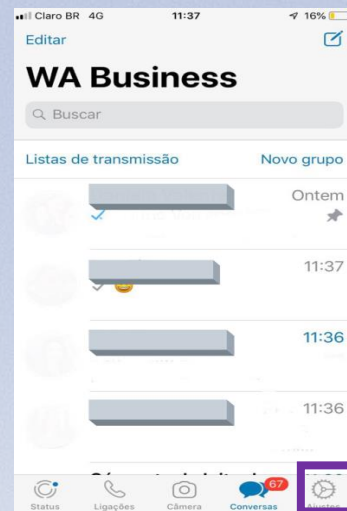 Claro BR 4G 11:37 16%
Editar
WA Business
Buscar
Listas de transmissão Novo grupo
Ontem
11:37
11:36
11:36
67
Status Ligações Câmera Conversas Ajustes